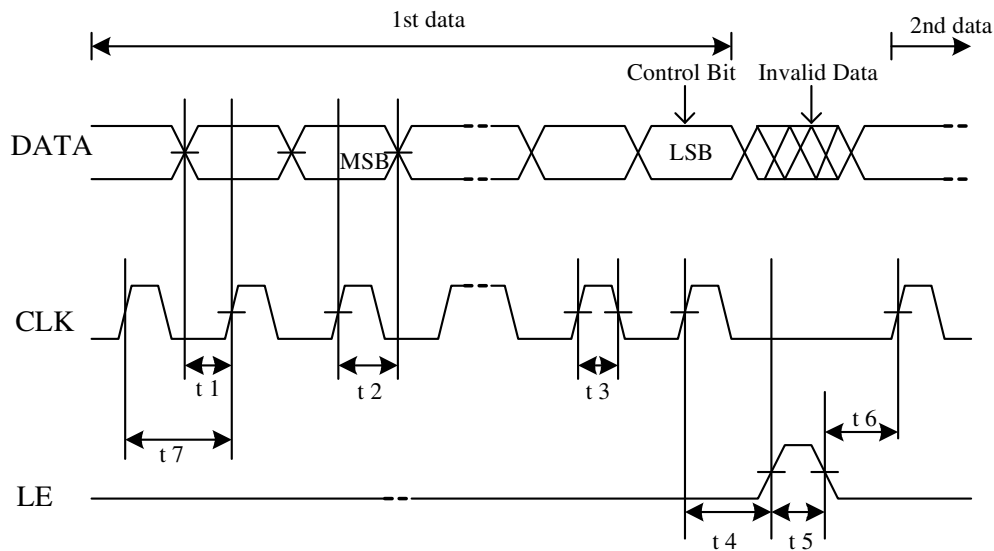 1st data
2nd data
Control Bit
Invalid Data
DATA
MSB
LSB
CLK
t 1
t 2
t 3
t 6
t 7
LE
t 4
t 5